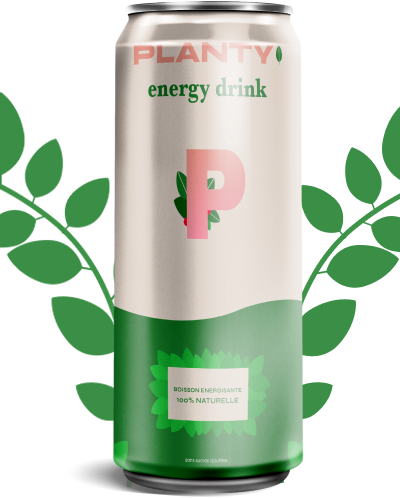 PLANTY
energy drink
P
BOISSON ENERGISANTE
100% NATURELLE